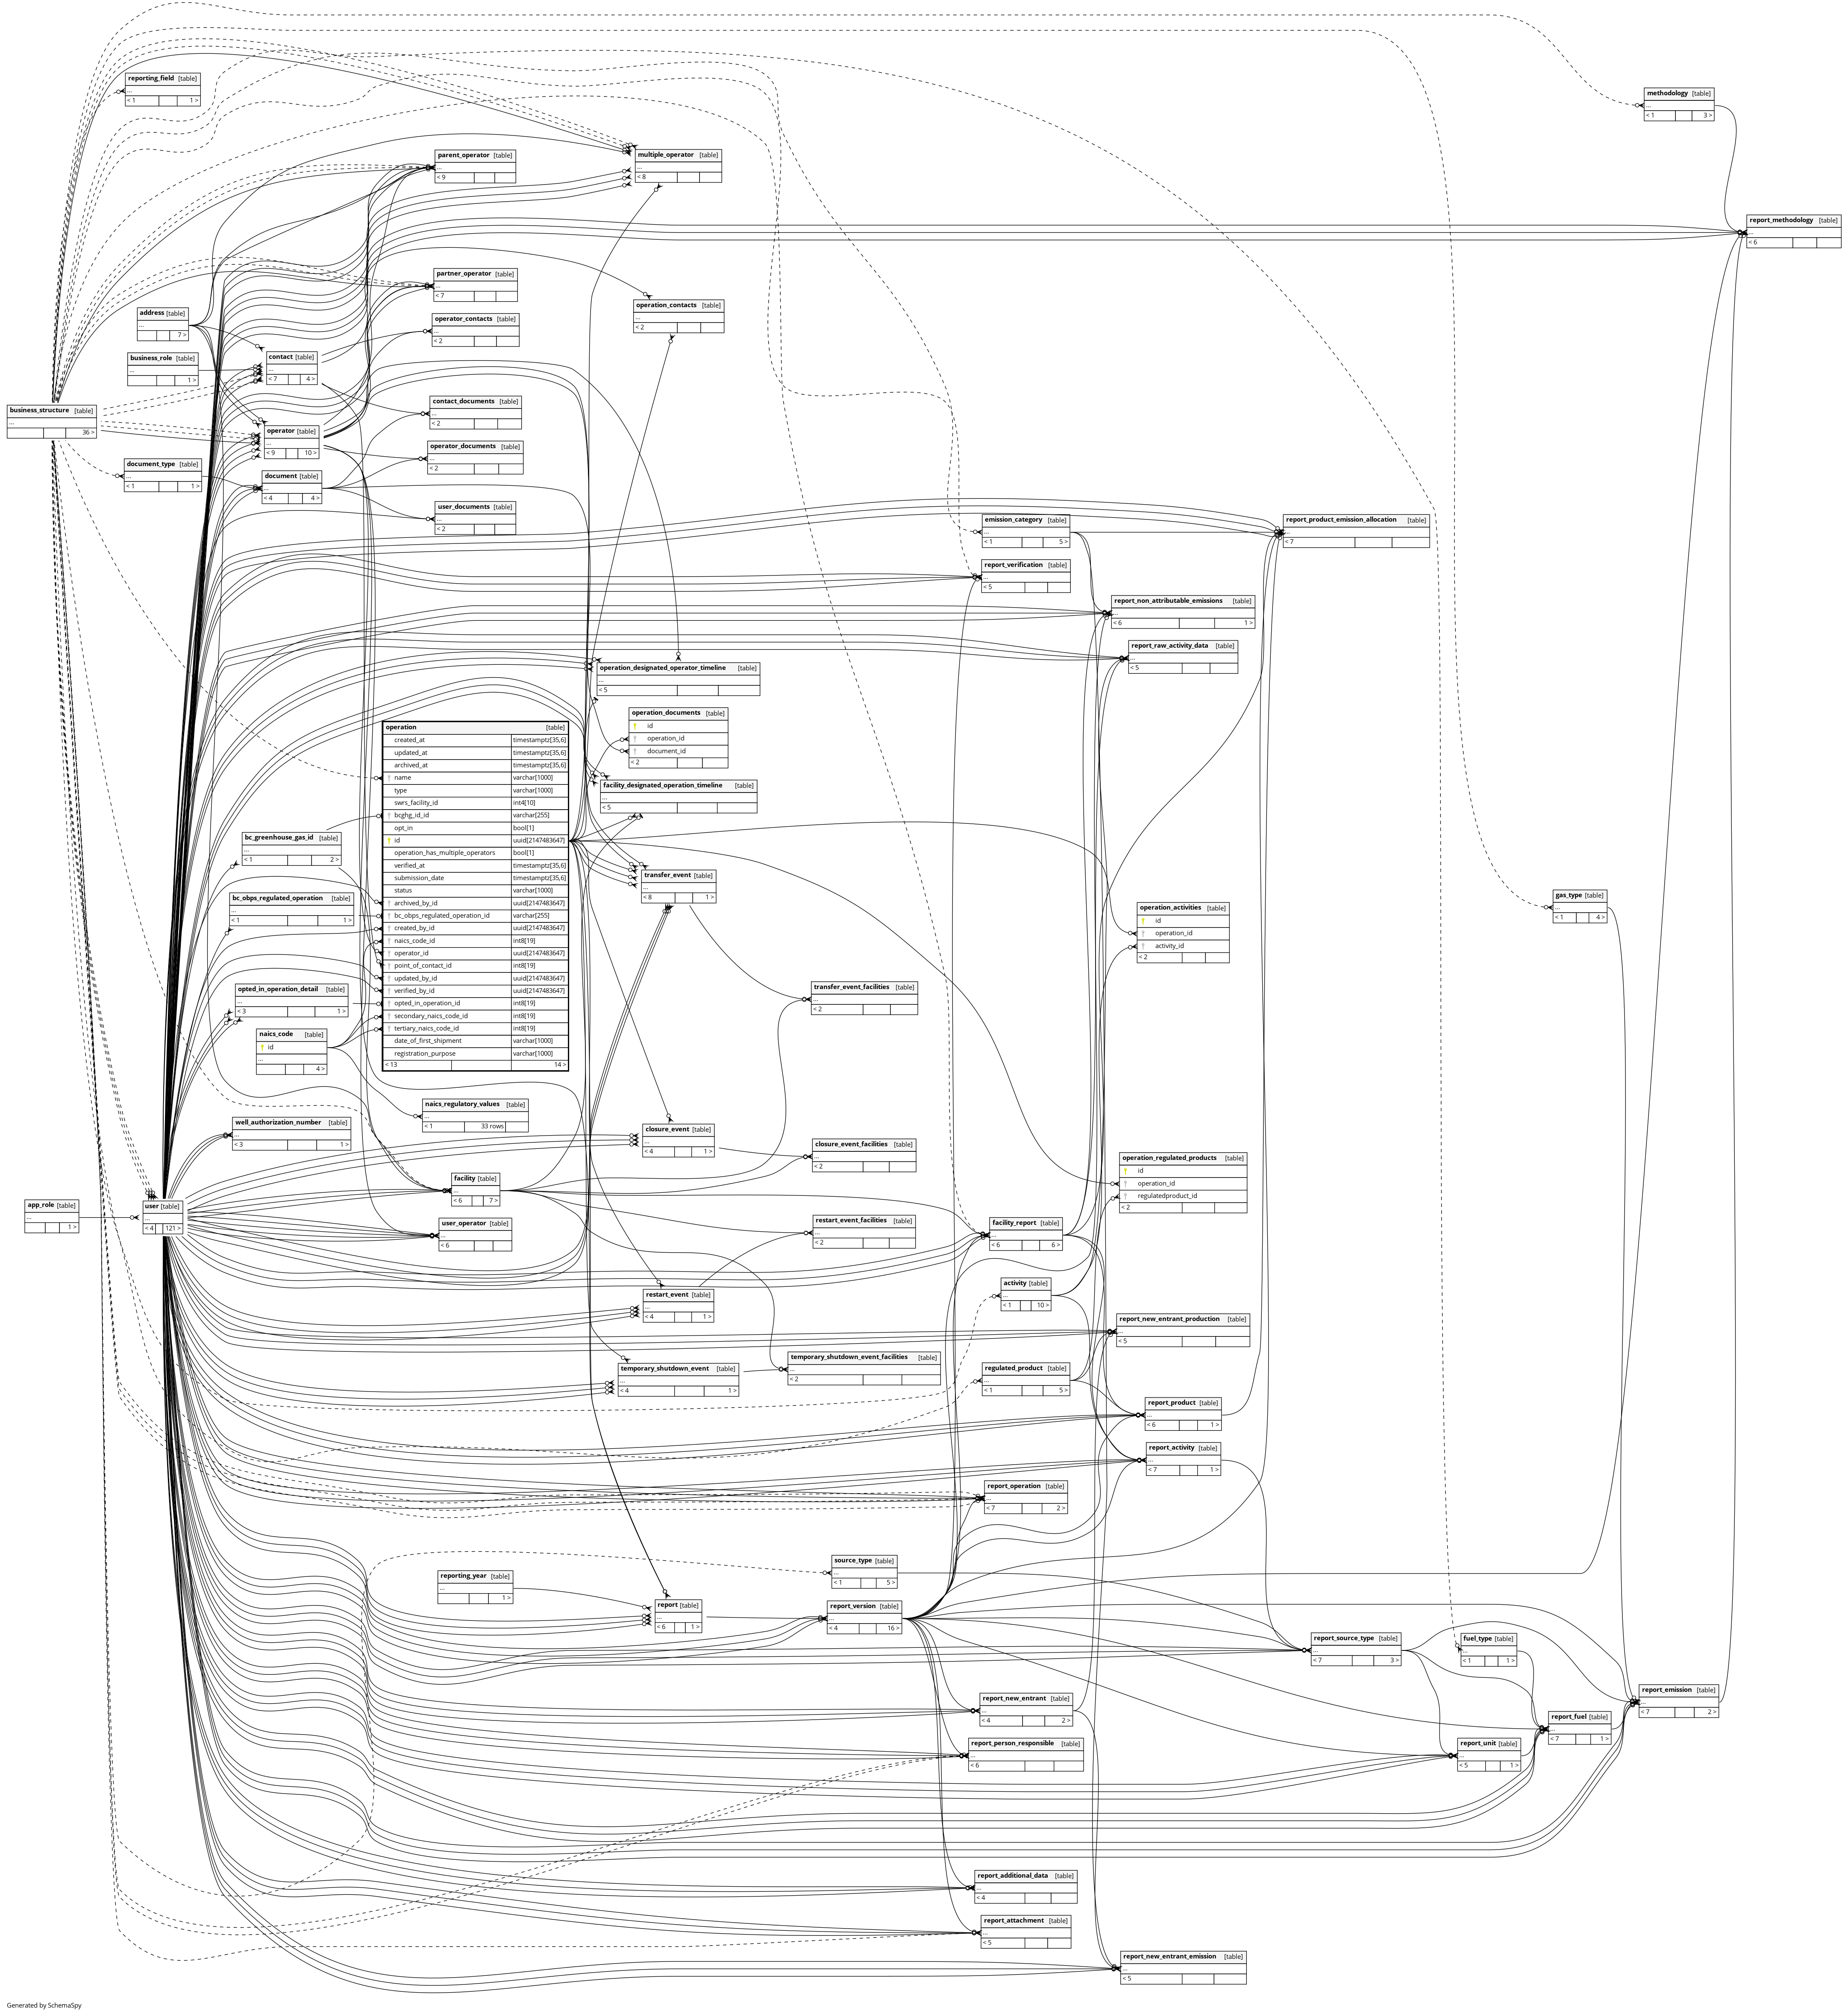 reporting_field [table]
...
< 1 1 >
methodology [table]
...
< 1 3 >
parent_operator [table]
...
< 9
multiple_operator [table]
...
< 8
report_methodology [table]
...
< 6
partner_operator [table]
...
< 7
operation_contacts [table]
...
< 2
address [table]
...
7 >
operator_contacts [table]
...
< 2
business_role [table]
...
1 >
contact [table]
...
< 7 4 >
business_structure [table]
...
36 >
contact_documents [table]
...
< 2
operator [table]
...
< 9 10 >
operator_documents [table]
...
< 2
document_type [table]
...
< 1 1 >
document [table]
...
< 4 4 >
user_documents [table]
...
< 2
emission_category [table]
...
< 1 5 >
report_product_emission_allocation [table]
...
< 7
report_verification [table]
...
< 5
report_non_attributable_emissions [table]
...
< 6 1 >
report_raw_activity_data [table]
...
< 5
operation_designated_operator_timeline [table]
...
< 5
operation_documents [table]
id
operation_id
document_id
< 2
operation [table]
created_at timestamptz[35,6]
updated_at timestamptz[35,6]
archived_at timestamptz[35,6]
name varchar[1000]
type varchar[1000]
swrs_facility_id int4[10]
bcghg_id_id varchar[255]
opt_in bool[1]
id uuid[2147483647]
operation_has_multiple_operators bool[1]
verified_at timestamptz[35,6]
submission_date timestamptz[35,6]
status varchar[1000]
archived_by_id uuid[2147483647]
bc_obps_regulated_operation_id varchar[255]
created_by_id uuid[2147483647]
naics_code_id int8[19]
operator_id uuid[2147483647]
point_of_contact_id int8[19]
updated_by_id uuid[2147483647]
verified_by_id uuid[2147483647]
opted_in_operation_id int8[19]
secondary_naics_code_id int8[19]
tertiary_naics_code_id int8[19]
date_of_first_shipment varchar[1000]
registration_purpose varchar[1000]
< 13 14 >
facility_designated_operation_timeline [table]
...
< 5
bc_greenhouse_gas_id [table]
...
< 1 2 >
transfer_event [table]
...
< 8 1 >
bc_obps_regulated_operation [table]
...
< 1 1 >
gas_type [table]
...
< 1 4 >
operation_activities [table]
id
operation_id
activity_id
< 2
opted_in_operation_detail [table]
...
< 3 1 >
transfer_event_facilities [table]
...
< 2
naics_code [table]
id
...
4 >
naics_regulatory_values [table]
...
< 1 33 rows
well_authorization_number [table]
...
< 3 1 >
closure_event [table]
...
< 4 1 >
closure_event_facilities [table]
...
< 2
operation_regulated_products [table]
id
operation_id
regulatedproduct_id
< 2
facility [table]
...
< 6 7 >
app_role [table]
...
1 >
user [table]
...
< 4 121 >
user_operator [table]
...
< 6
restart_event_facilities [table]
...
< 2
facility_report [table]
...
< 6 6 >
activity [table]
...
< 1 10 >
restart_event [table]
...
< 4 1 >
report_new_entrant_production [table]
...
< 5
temporary_shutdown_event_facilities [table]
...
< 2
temporary_shutdown_event [table]
...
< 4 1 >
regulated_product [table]
...
< 1 5 >
report_product [table]
...
< 6 1 >
report_activity [table]
...
< 7 1 >
report_operation [table]
...
< 7 2 >
source_type [table]
...
< 1 5 >
reporting_year [table]
...
1 >
report [table]
...
< 6 1 >
report_version [table]
...
< 4 16 >
report_source_type [table]
...
< 7 3 >
fuel_type [table]
...
< 1 1 >
report_emission [table]
...
< 7 2 >
report_new_entrant [table]
...
< 4 2 >
report_fuel [table]
...
< 7 1 >
report_person_responsible [table]
...
< 6
report_unit [table]
...
< 5 1 >
report_additional_data [table]
...
< 4
report_attachment [table]
...
< 5
report_new_entrant_emission [table]
...
< 5
Generated by SchemaSpy